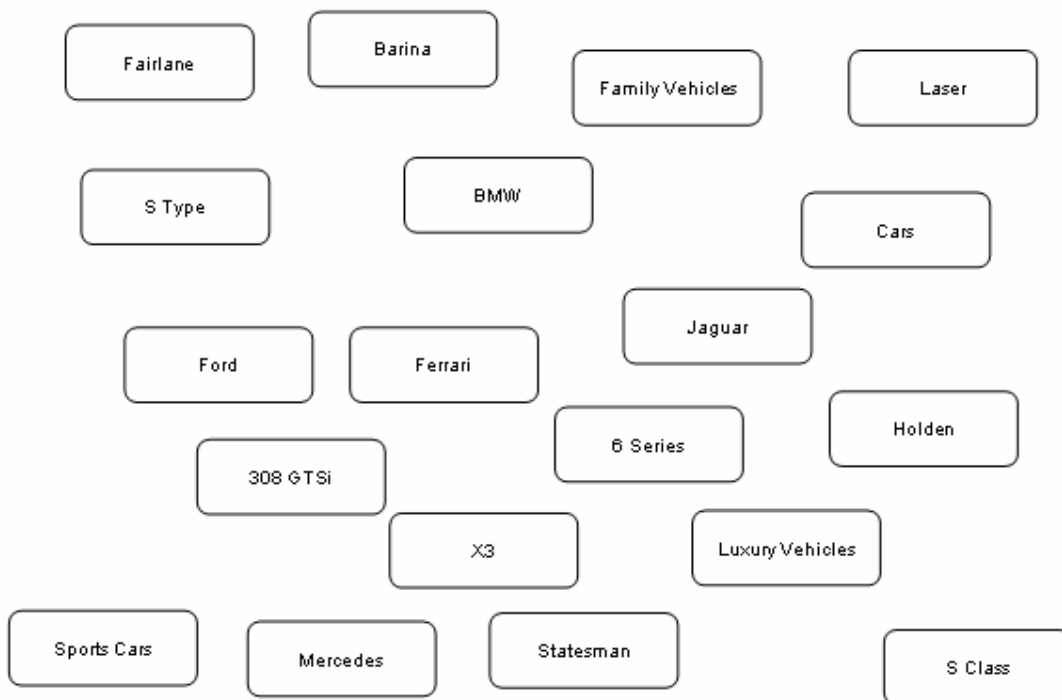 Fairlane
Barina
Family Vehicles
Laser
S Type
BMW
Cars
Jaguar
Ford
Ferrari
Holden
6 Series
308 GTSi
X3
Luxury Vehicles
Sports Cars
Mercedes
Statesman
S Class